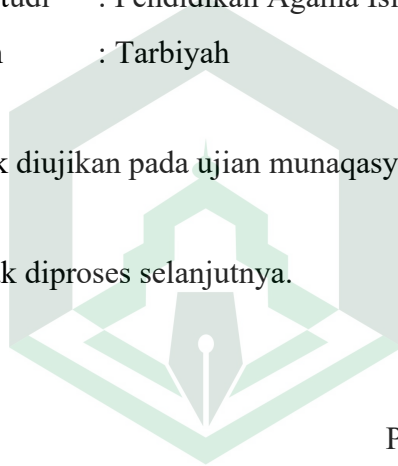 : Pendidikan Agama Isl
: Tarbiyah
diujikan pada ujian munaqasy
diproses selanjutnya.